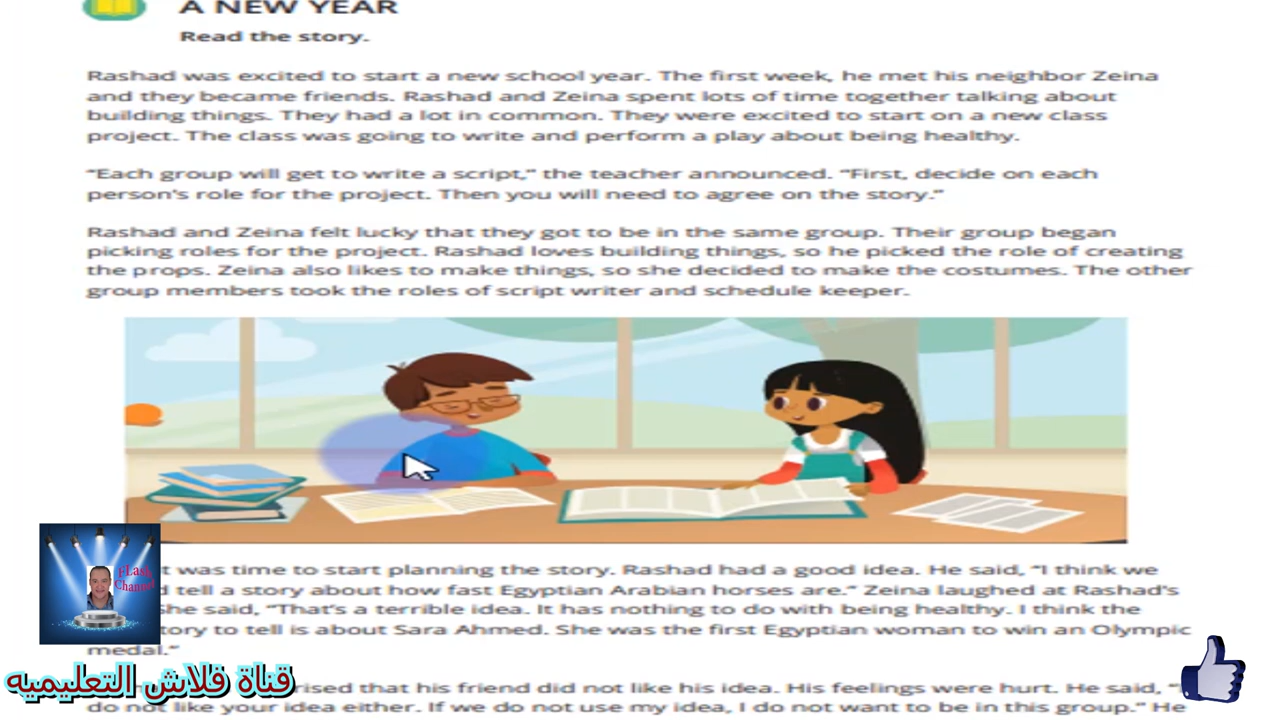 A NEW YEAR
Read the story.
Rashad was excited to start a new school year. The first week, he met his neighbor Zeina
and they became friends. Rashad and Zeina spent lots of time together talking about
building things. They had a lot in common. They were excited to start on a new class
project. The class was going to write and perform a play about being healthy.
“Each group will get to write a script,” the teacher announced. “First, decide on each
person's role for the project. Then you will need to agree on the story.”
Rashad and Zeina felt lucky that they got to be in the same group. Their group began
picking roles for the project. Rashad loves building things, so he picked the role of creating
the props. Zeina also likes to make things, so she decided to make the costumes. The other
group members took the roles of script writer and schedule keeper.
was time to start planning the story. Rashad had a good idea. He said, “I think we
tell a story about how fast Egyptian Arabian horses are.” Zeina laughed at Rashad's
She said, “That's a terrible idea. It has nothing to do with being healthy. I think the
story to tell is about Sara Ahmed. She was the first Egyptian woman to win an Olympic
medal.”
that his friend did not like his idea. His feelings were hurt. He said, “I
do not like your idea either. If we do not use my idea, I do not want to be in this group.” He
FLash
Channel
قناة فلاش التعليميه